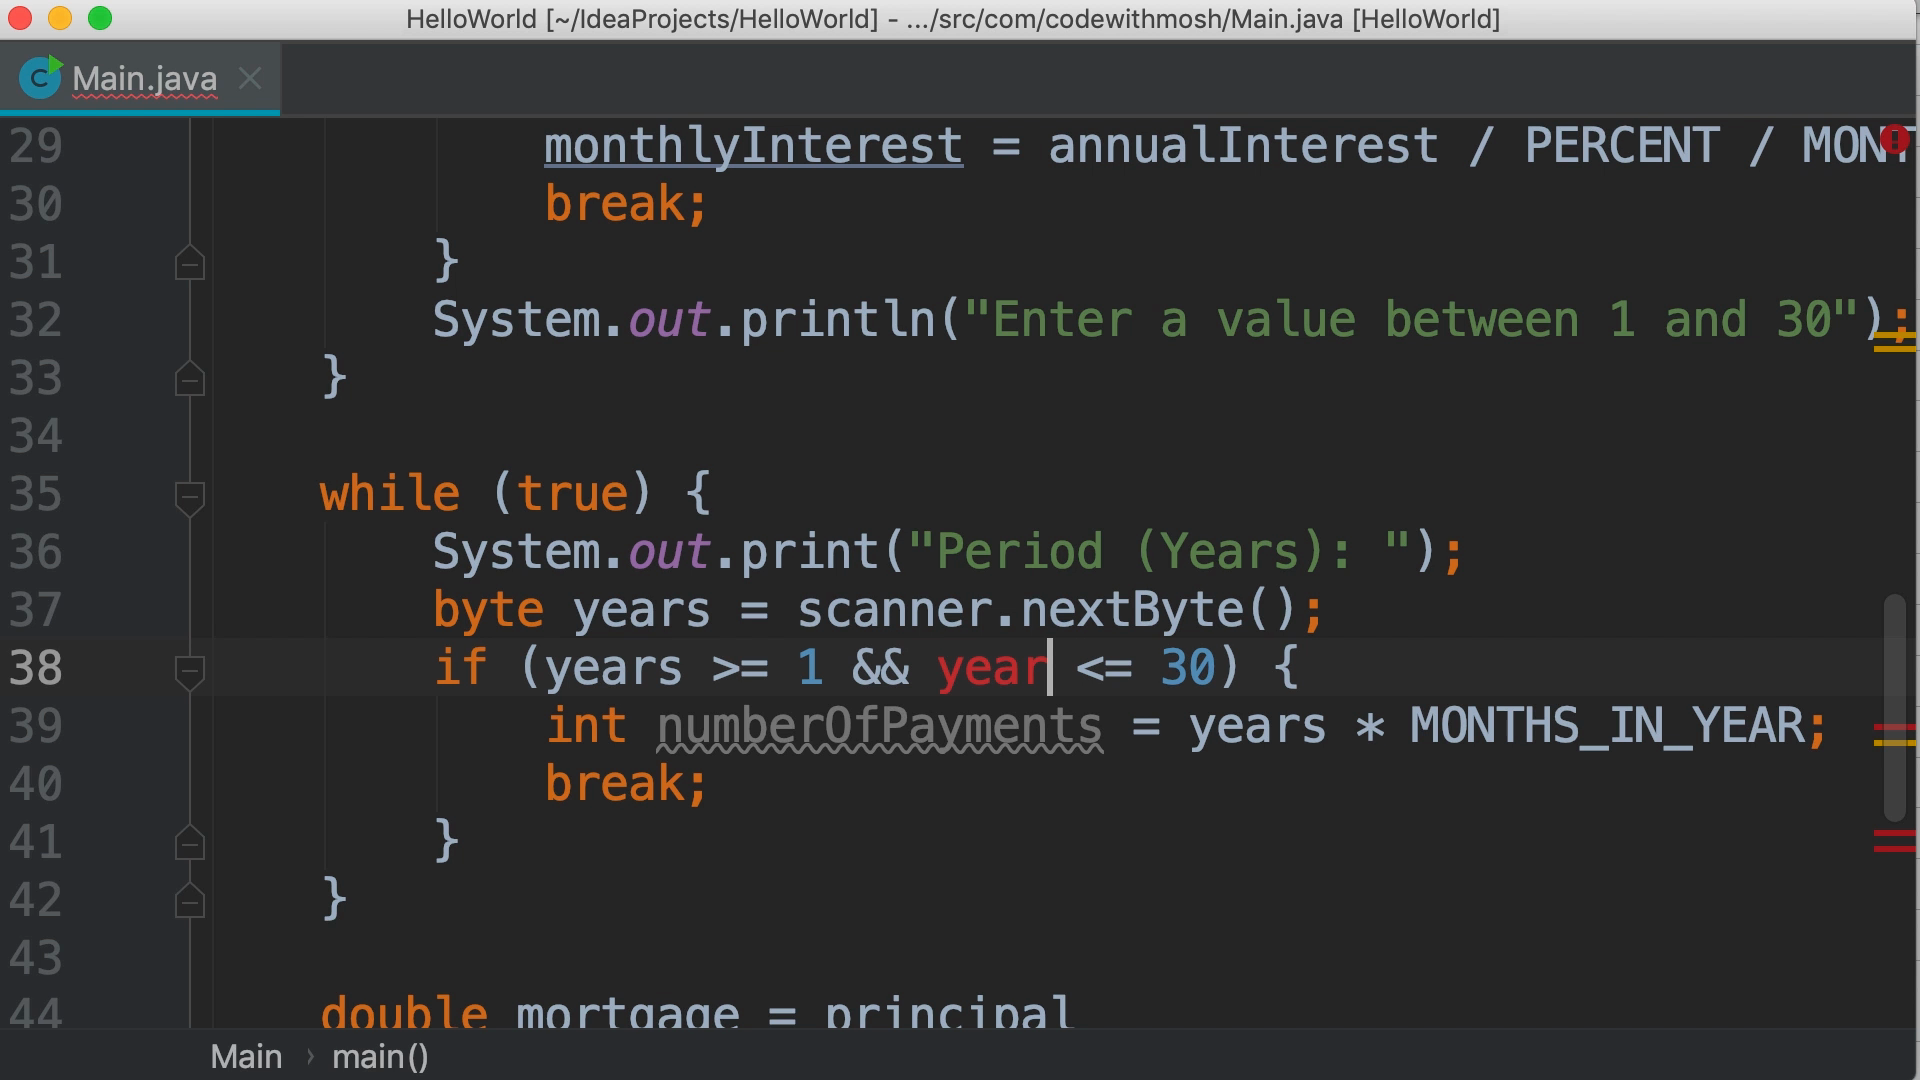 HelloWorld [~/IdeaProjects/HelloWorld] - .../src/com/codewithmosh/Main.java [HelloWorld]
C Main.java
29 monthlyInterest = annualInterest / PERCENT / MONT
30 break;
31 }
32 System.out.println("Enter a value between 1 and 30");
33 }
34
35 while (true) {
36 System.out.print("Period (Years): ");
37 byte years = scanner.nextByte();
38 if (years >= 1 && year <= 30) {
39 int numberOfPayments = years * MONTHS_IN_YEAR;
40 break;
41 }
42 }
43
44 double mortgage = principal
Main › main()